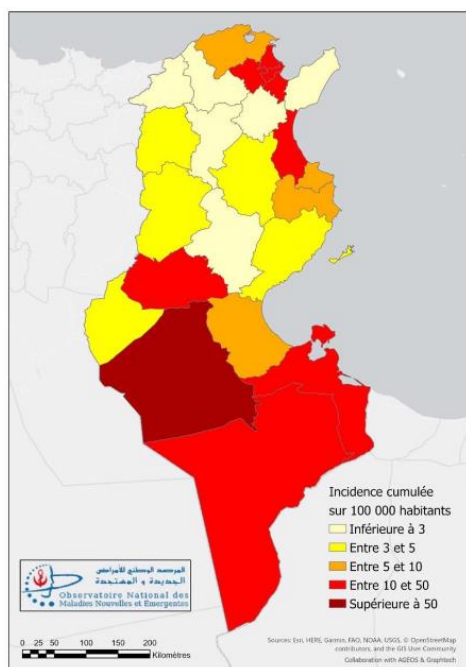 Incidence cumulée
sur 100 000 habitants
Inférieure à 3
Entre 3 et 5
Entre 5 et 10
Entre 10 et 50
Supérieure à 50
المرصد الوطني للأمراض
الجديدة و المستجدة
Observatoire National des
Maladies Nouvelles et Émergentes
0 25 50 100 150 200
Kilomètres
Sources: Esri, HERE, Garmin, FAO, NOAA, USGS, © OpenStreetMap
contributors, and the GIS User Community
Collaboration with AGEOS & Graphtech